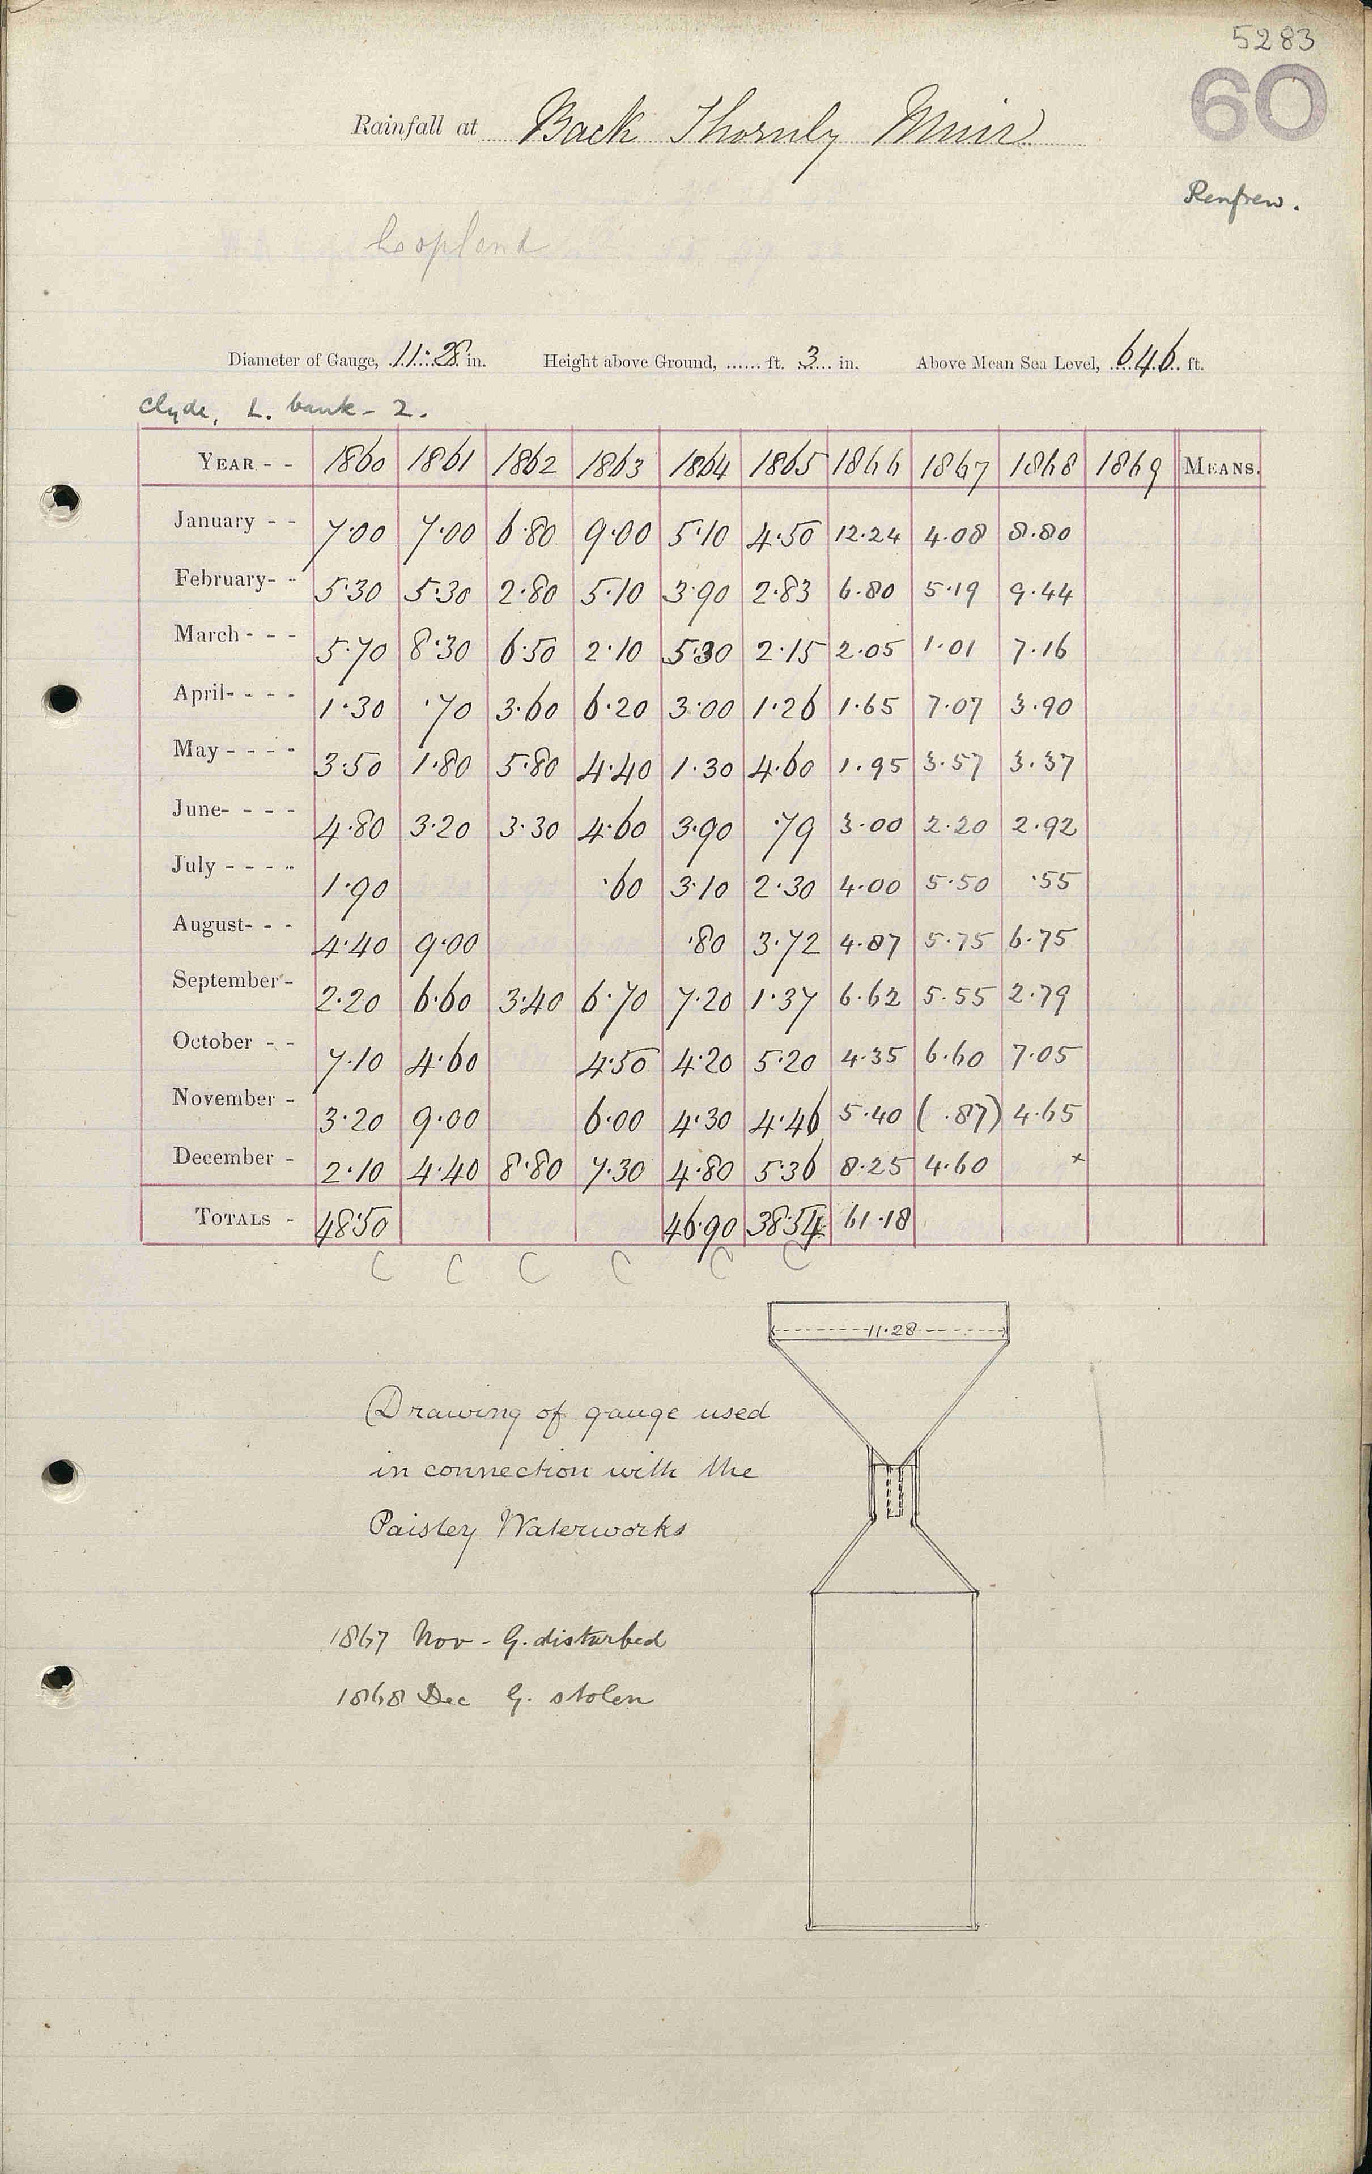 5283
60
Rainfall at Back Thornly Muir
Renfrew.
Copland
Diameter of Gauge, 11.28 in. Height above Ground, ...... ft. 3 in. Above Mean Sea Level, 646 ft.
Clyde, L. bank - 2.
YEAR - - 1860 1861 1862 1863 1864 1865 1866 1867 1868 1869 MEANS.
January - - 7.00 7.00 6.80 9.00 5.10 4.50 12.24 4.08 8.80
February - - 5.30 5.30 2.80 5.10 3.90 2.83 6.80 5.19 9.44
March - - - 5.70 8.30 6.50 2.10 5.30 2.15 2.05 1.01 7.16
April - - - - 1.30 .70 3.60 6.20 3.00 1.26 1.65 7.07 3.90
May - - - - 3.50 1.80 5.80 4.40 1.30 4.60 1.95 3.57 3.37
June - - - - 4.80 3.20 3.30 4.60 3.90 .79 3.00 2.20 2.92
July - - - - 1.90 .60 3.10 2.30 4.00 5.50 .55
August - - - 4.40 9.00 .80 3.72 4.87 5.75 6.75
September - 2.20 6.60 3.40 6.70 7.20 1.37 6.62 5.55 2.79
October - - 7.10 4.60 4.50 4.20 5.20 4.35 6.60 7.05
November - 3.20 9.00 6.00 4.30 4.46 5.40 (.87) 4.65
December - 2.10 4.40 8.80 7.30 4.80 5.36 8.25 4.60 x
TOTALS - 48.50 46.90 38.54 61.18
C C C C C C
11.28
Drawing of gauge used
in connection with the
Paisley Waterworks
1867 Nov - G. disturbed
1868 Dec G. stolen